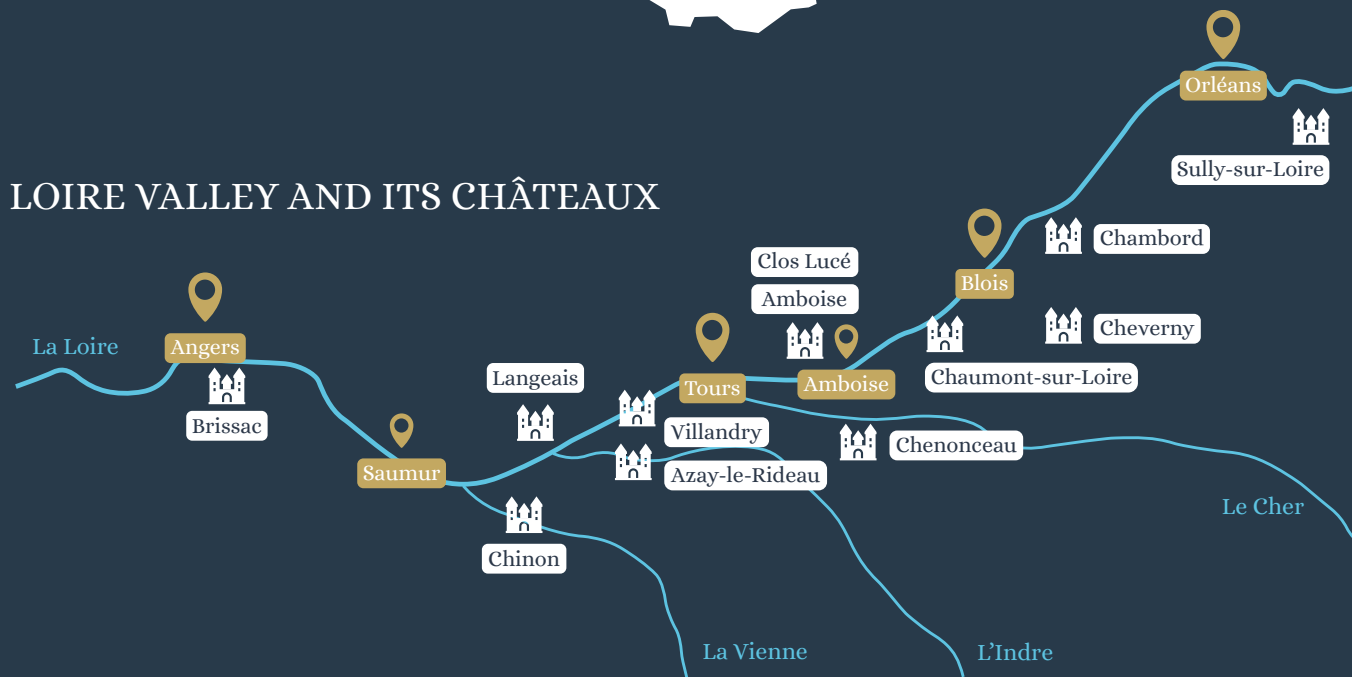 Orléans
Sully-sur-Loire
LOIRE VALLEY AND ITS CHÂTEAUX
Chambord
Clos Lucé
Amboise
Blois
Cheverny
La Loire
Angers
Langeais
Tours
Amboise
Chaumont-sur-Loire
Brissac
Villandry
Chenonceau
Saumur
Azay-le-Rideau
Le Cher
Chinon
La Vienne
L’Indre